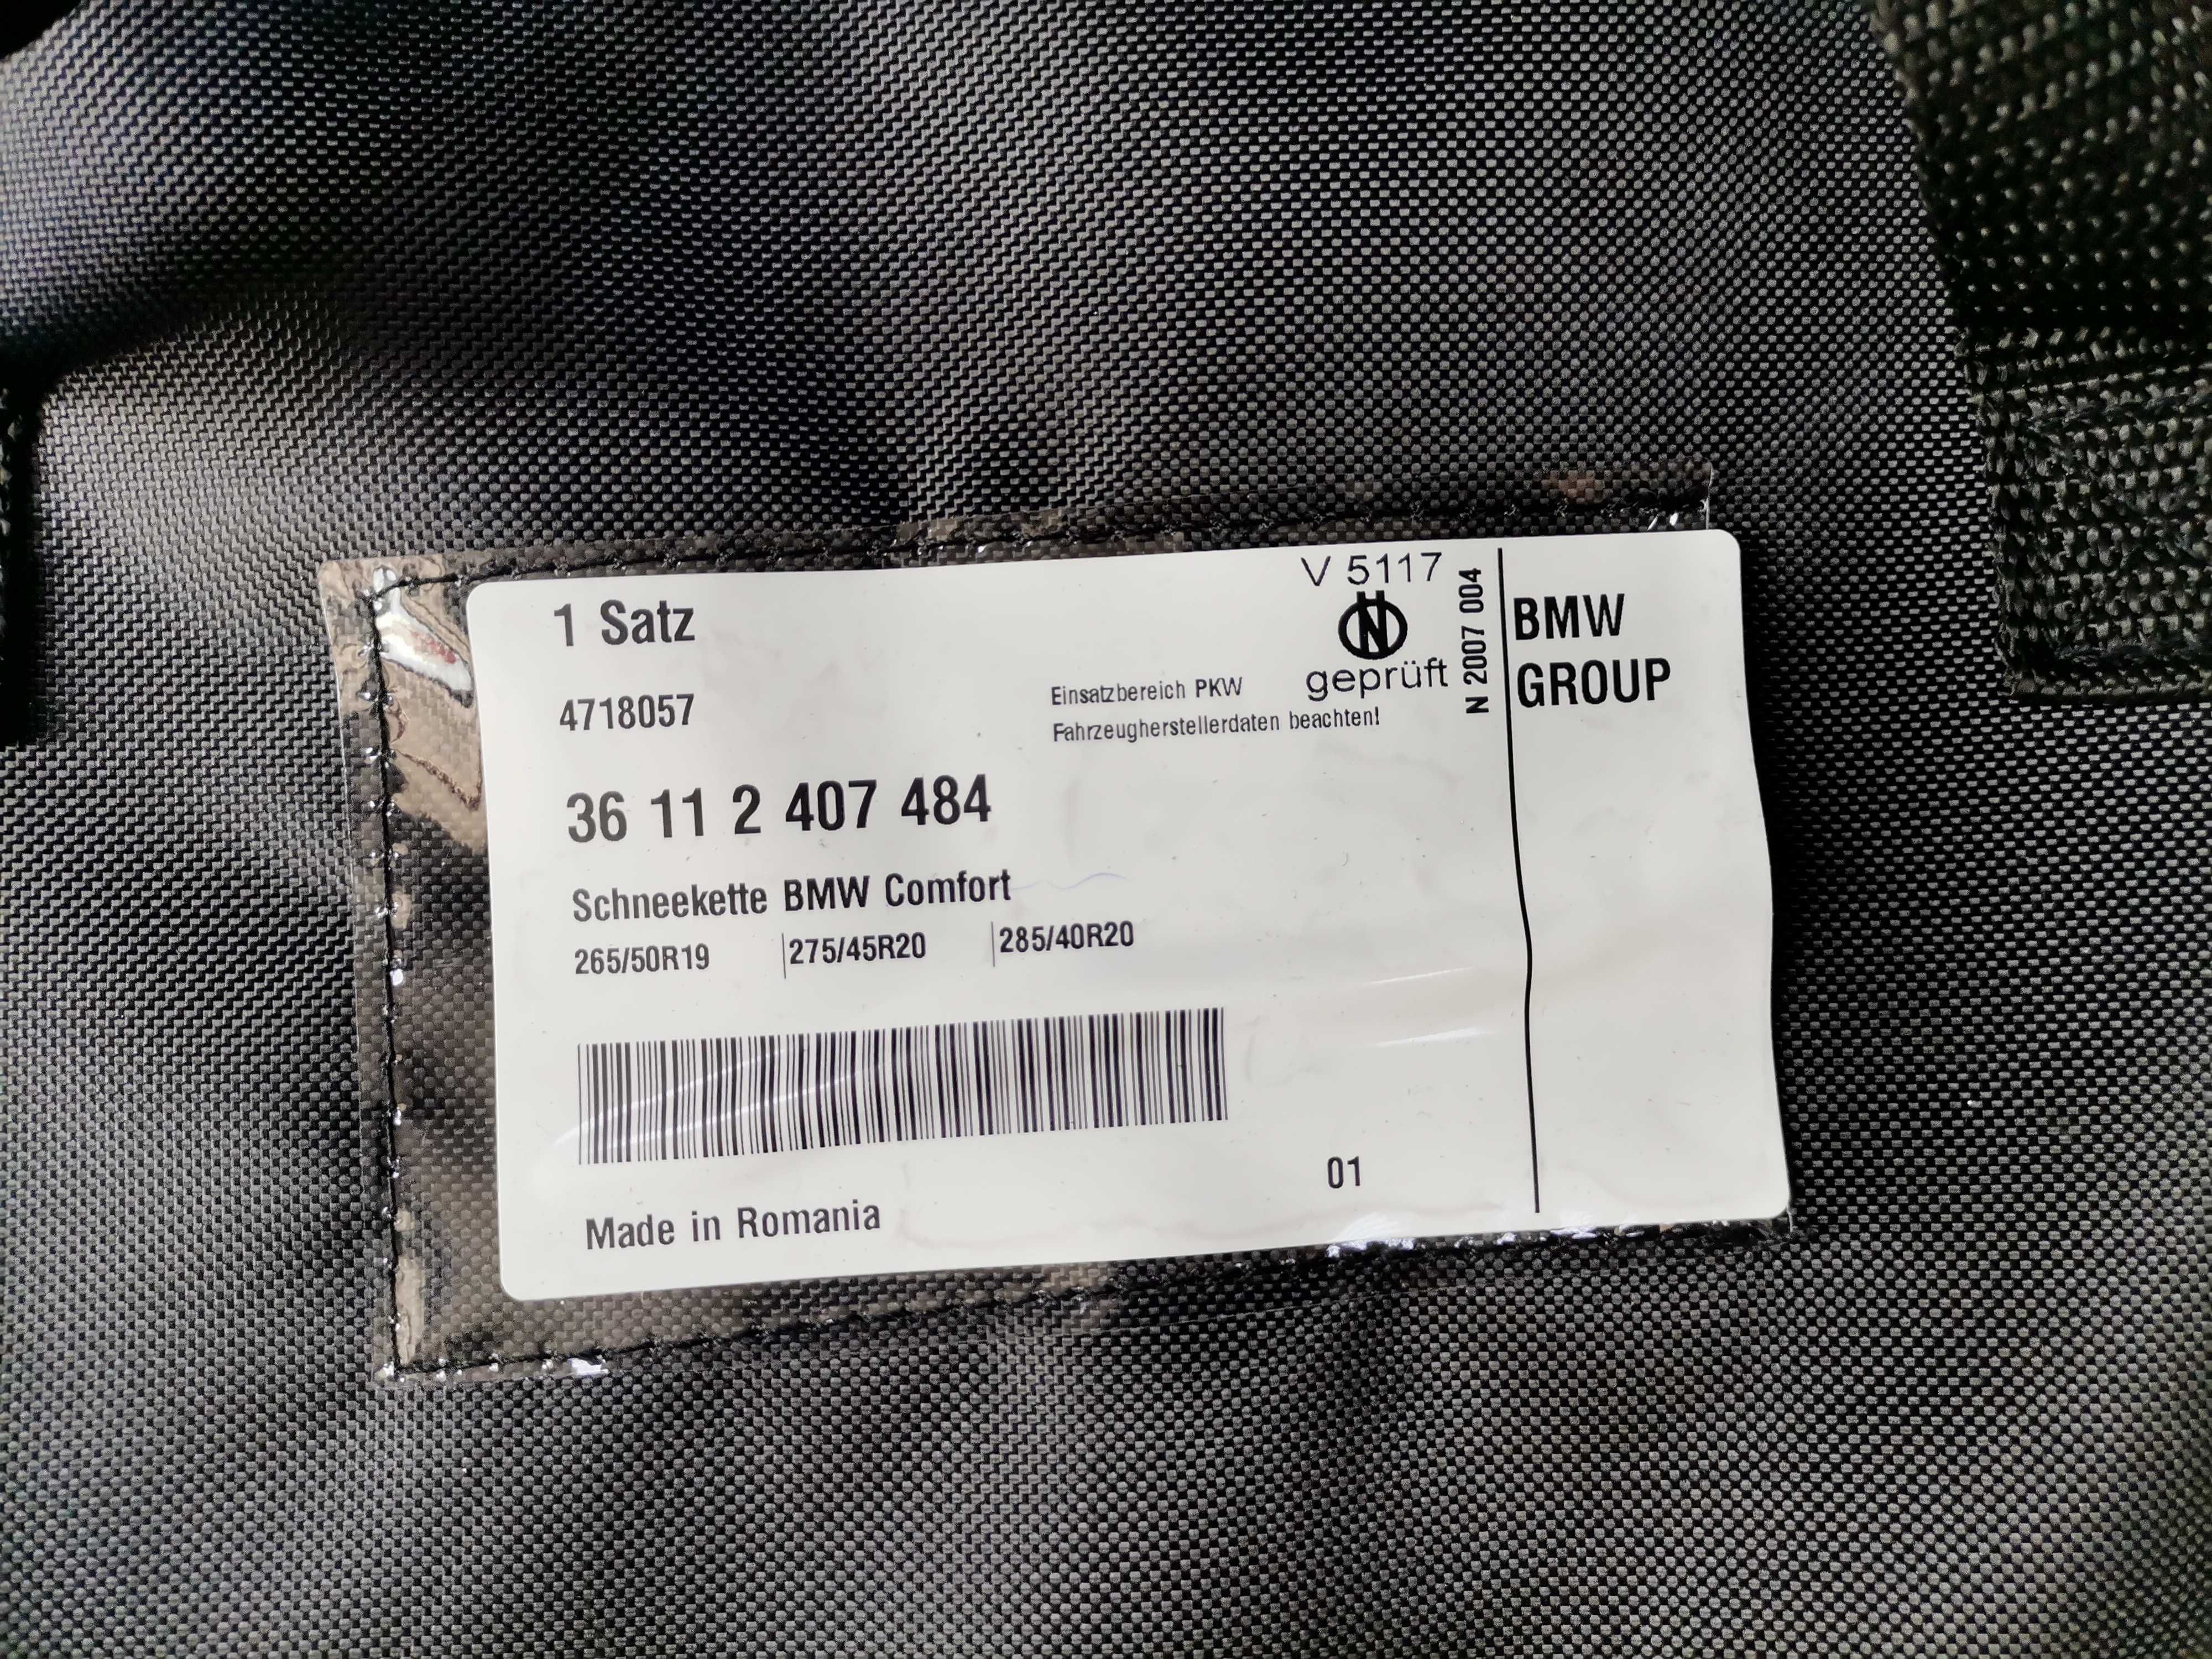 1 Satz
4718057
36 11 2 407 484
Schneekette BMW Comfort
265/50R19 |275/45R20 |285/40R20
Made in Romania
01
Einsatzbereich PKW
Fahrzeugherstellerdaten beachten!
V 5117
N
geprüft
N 2007 004
BMW
GROUP